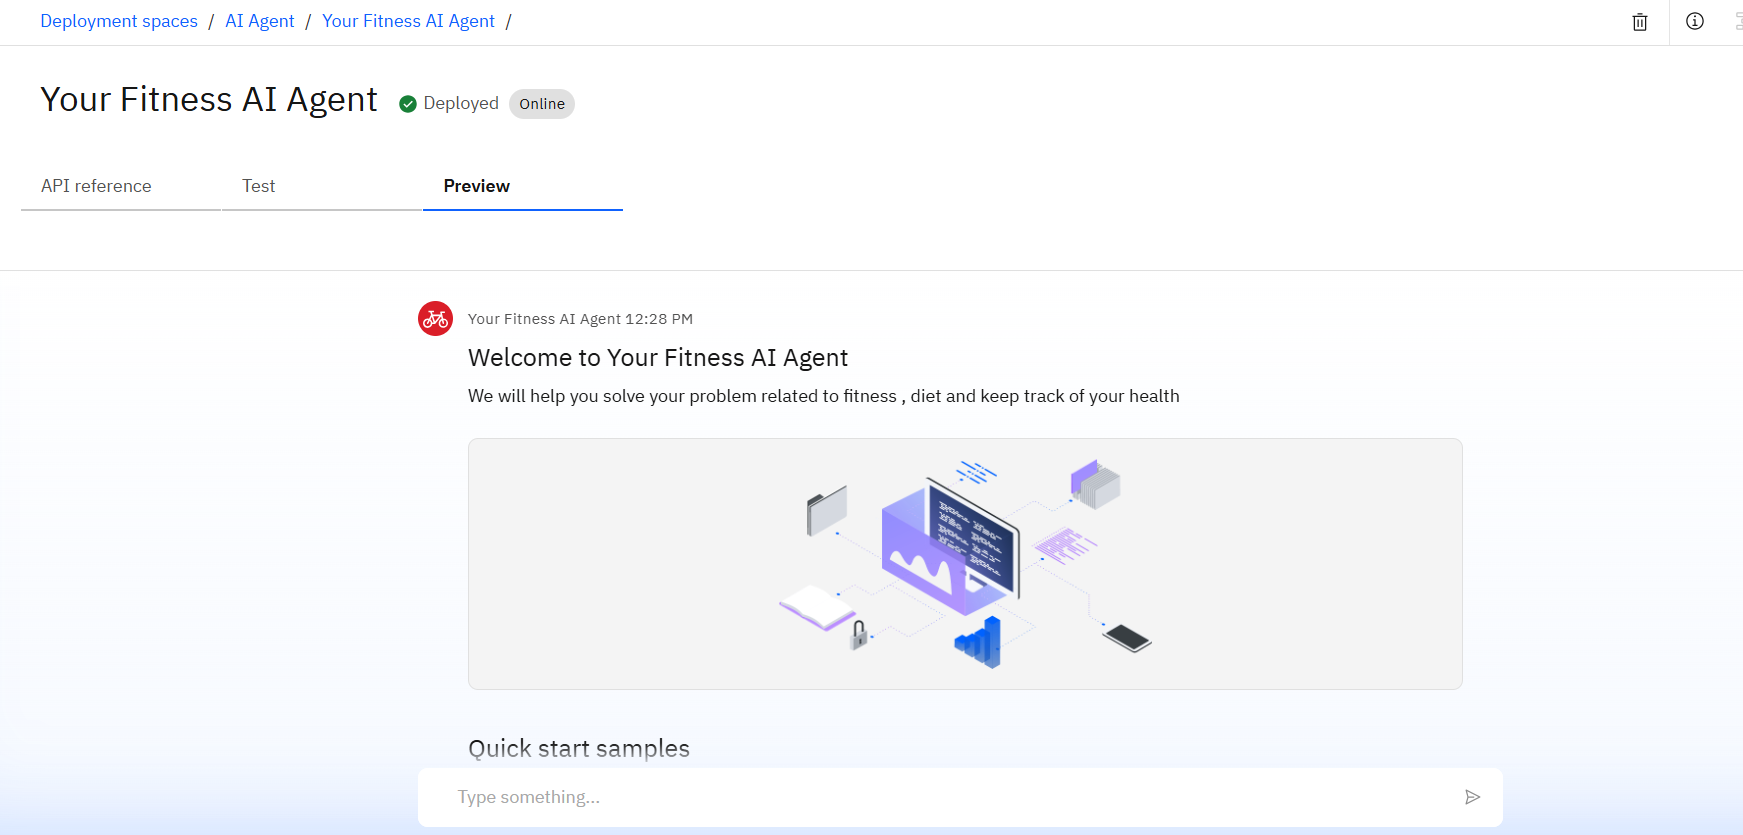 Deployment spaces / AI Agent / Your Fitness AI Agent /
Your Fitness AI Agent Deployed Online
API reference Test Preview
Your Fitness AI Agent 12:28 PM
Welcome to Your Fitness AI Agent
We will help you solve your problem related to fitness , diet and keep track of your health
Quick start samples
Type something...